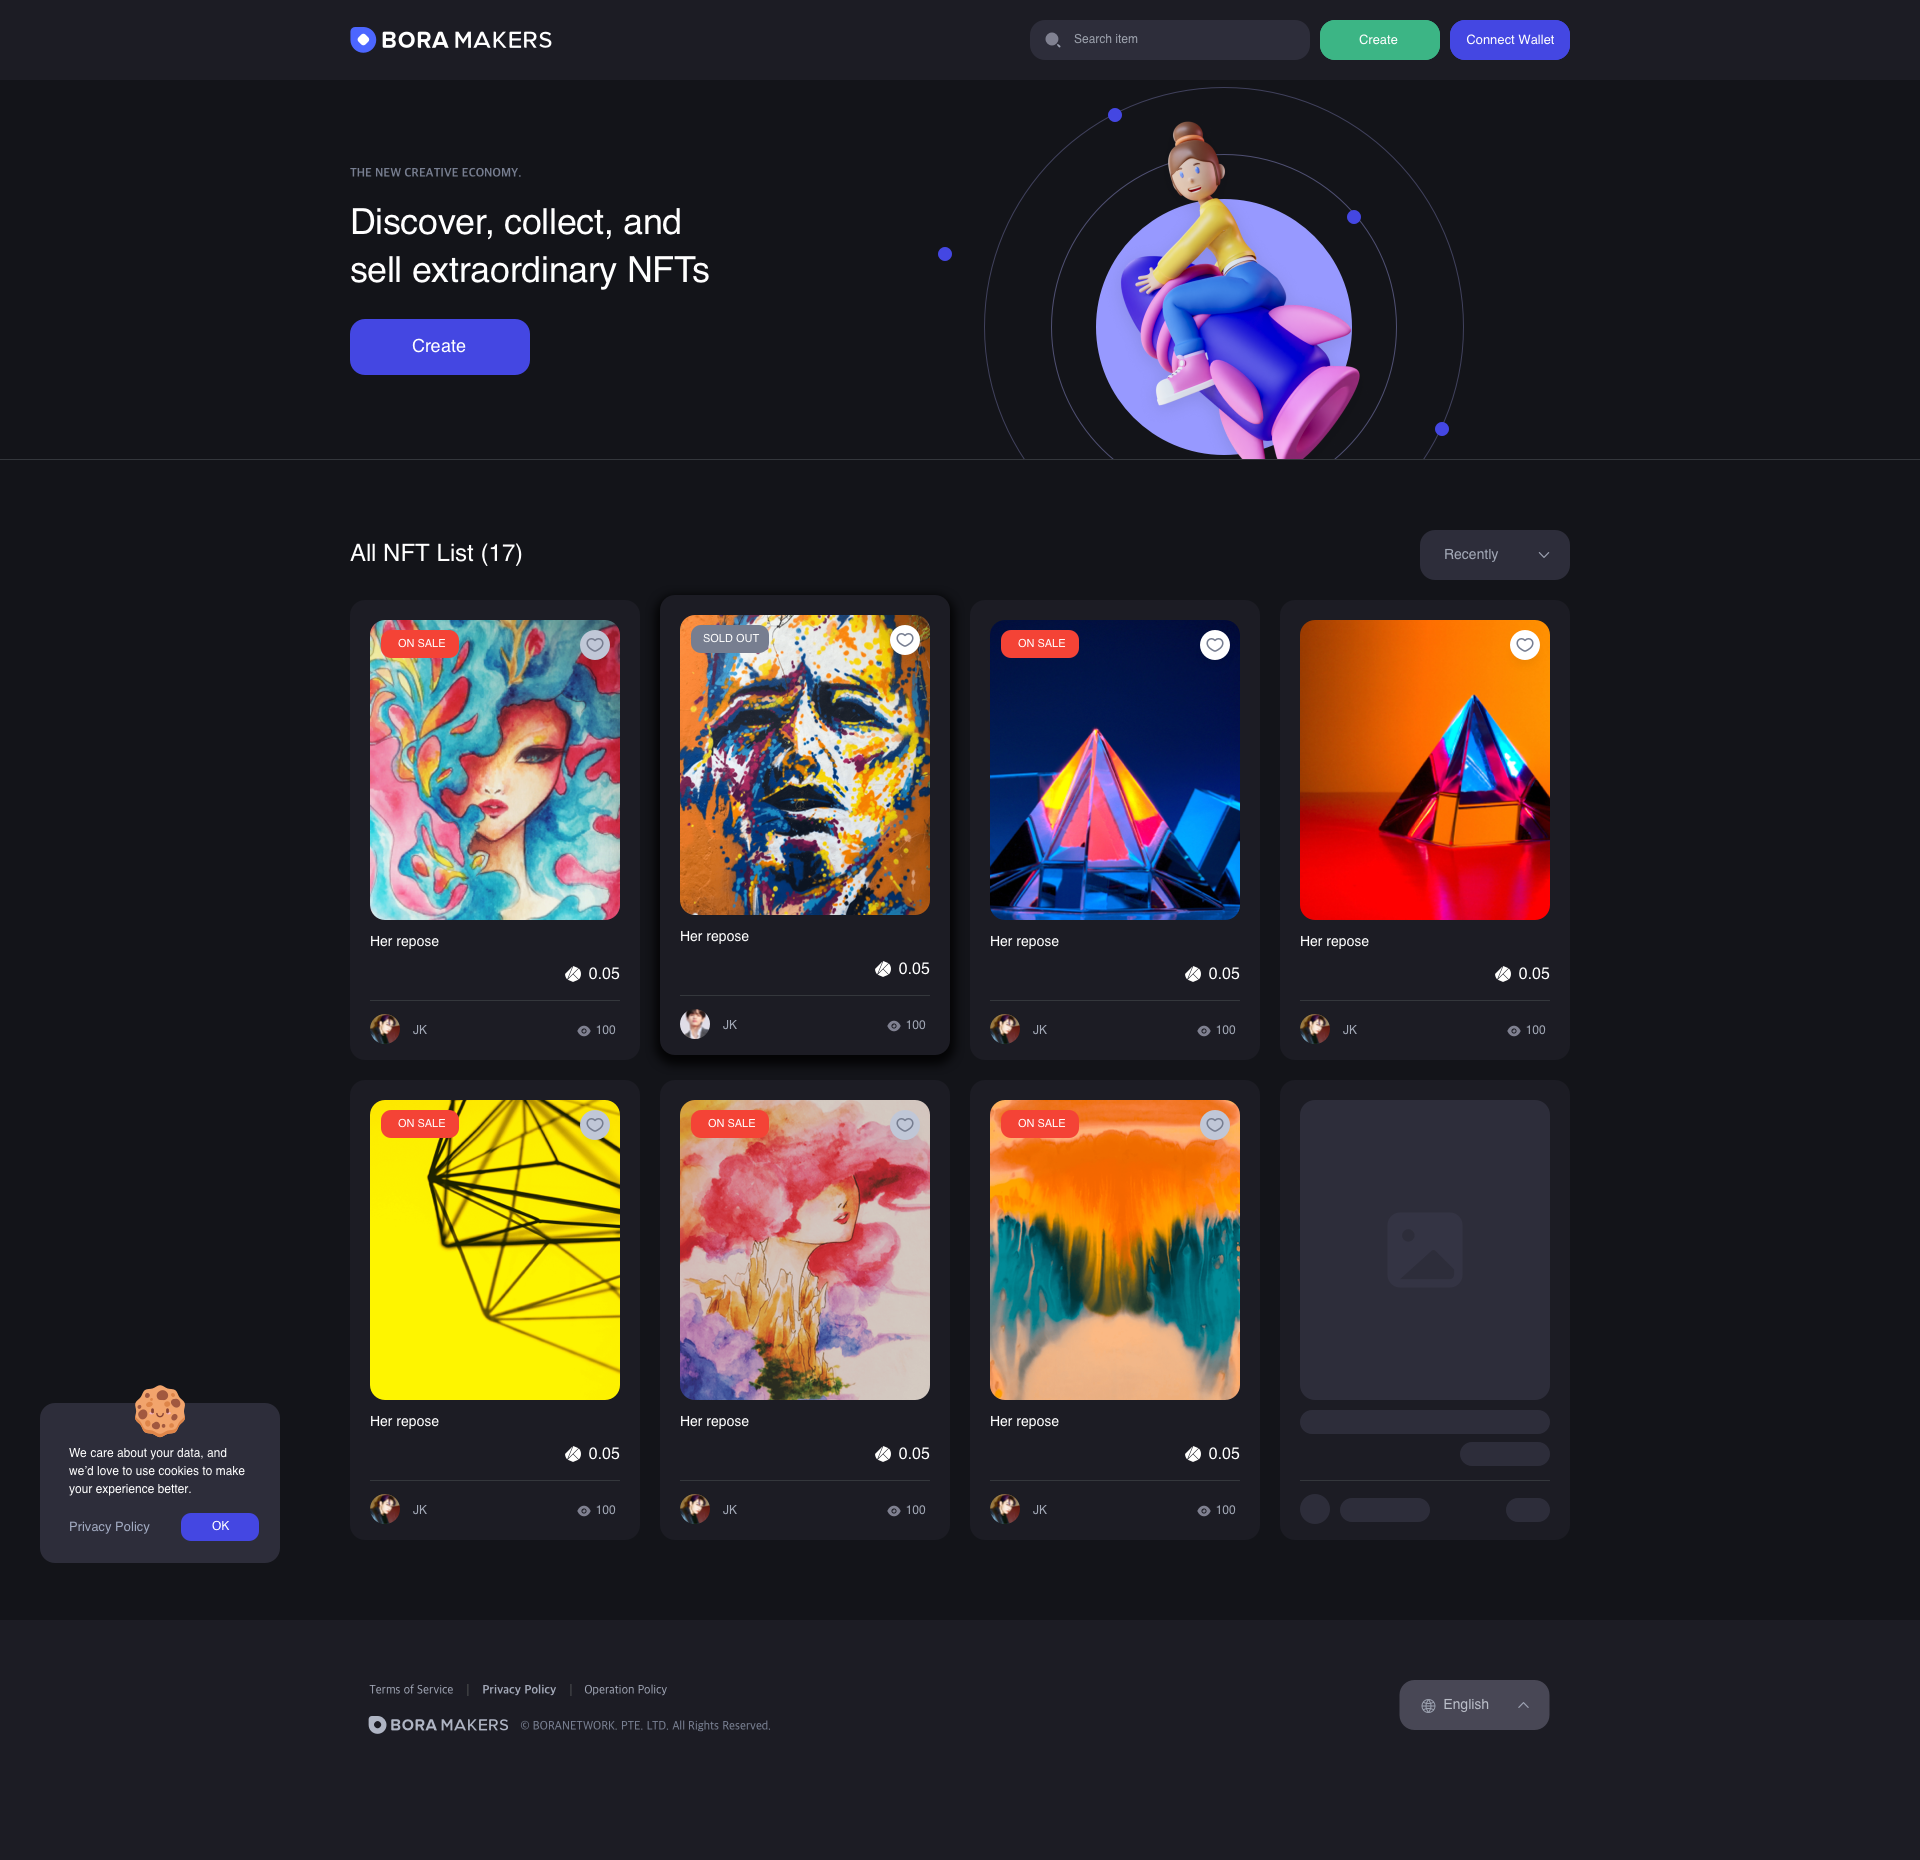 BORA MAKERS
Search item
Create
Connect Wallet
THE NEW CREATIVE ECONOMY.
Discover, collect, and
sell extraordinary NFTs
Create
All NFT List (17)
Recently
ON SALE
Her repose
0.05
JK
100
SOLD OUT
Her repose
0.05
JK
100
ON SALE
Her repose
0.05
JK
100
Her repose
0.05
JK
100
ON SALE
Her repose
0.05
JK
100
ON SALE
Her repose
0.05
JK
100
ON SALE
Her repose
0.05
JK
100
We care about your data, and
we'd love to use cookies to make
your experience better.
Privacy Policy
OK
Terms of Service | Privacy Policy | Operation Policy
BORA MAKERS © BORANETWORK. PTE. LTD. All Rights Reserved.
English